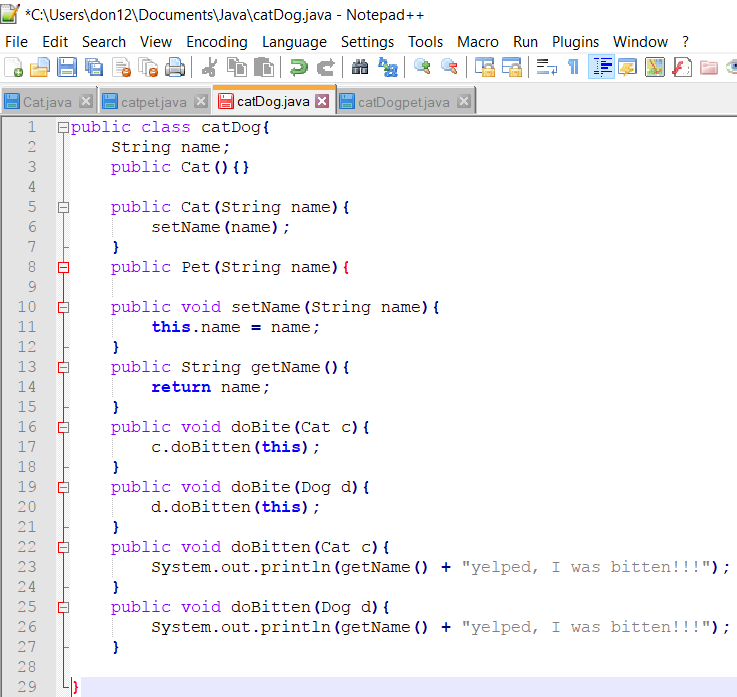 *C:\Users\don12\Documents\Java\catDog.java - Notepad++
File Edit Search View Encoding Language Settings Tools Macro Run Plugins Window ?
Cat.java catpet.java catDog.java catDogpet.java
1 public class catDog{
2     String name;
3     public Cat(){}
4
5     public Cat(String name){
6         setName(name);
7     }
8     public Pet(String name){
9
10     public void setName(String name){
11         this.name = name;
12     }
13     public String getName(){
14         return name;
15     }
16     public void doBite(Cat c){
17         c.doBitten(this);
18     }
19     public void doBite(Dog d){
20         d.doBitten(this);
21     }
22     public void doBitten(Cat c){
23         System.out.println(getName() + "yelped, I was bitten!!!");
24     }
25     public void doBitten(Dog d){
26         System.out.println(getName() + "yelped, I was bitten!!!");
27     }
28
29 }